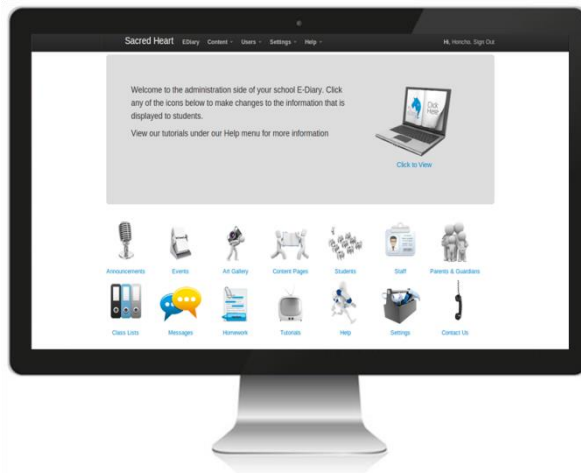 Sacred Heart EDiary Content Users Settings Help Hi, Honcho. Sign Out
Welcome to the administration side of your school E-Diary. Click
any of the icons below to make changes to the information that is
displayed to students.
View our tutorials under our Help menu for more information
Click Here
Click to View
Announcements Events Art Gallery Content Pages Students Staff Parents & Guardians
Class Lists Messages Homework Tutorials Help Settings Contact Us